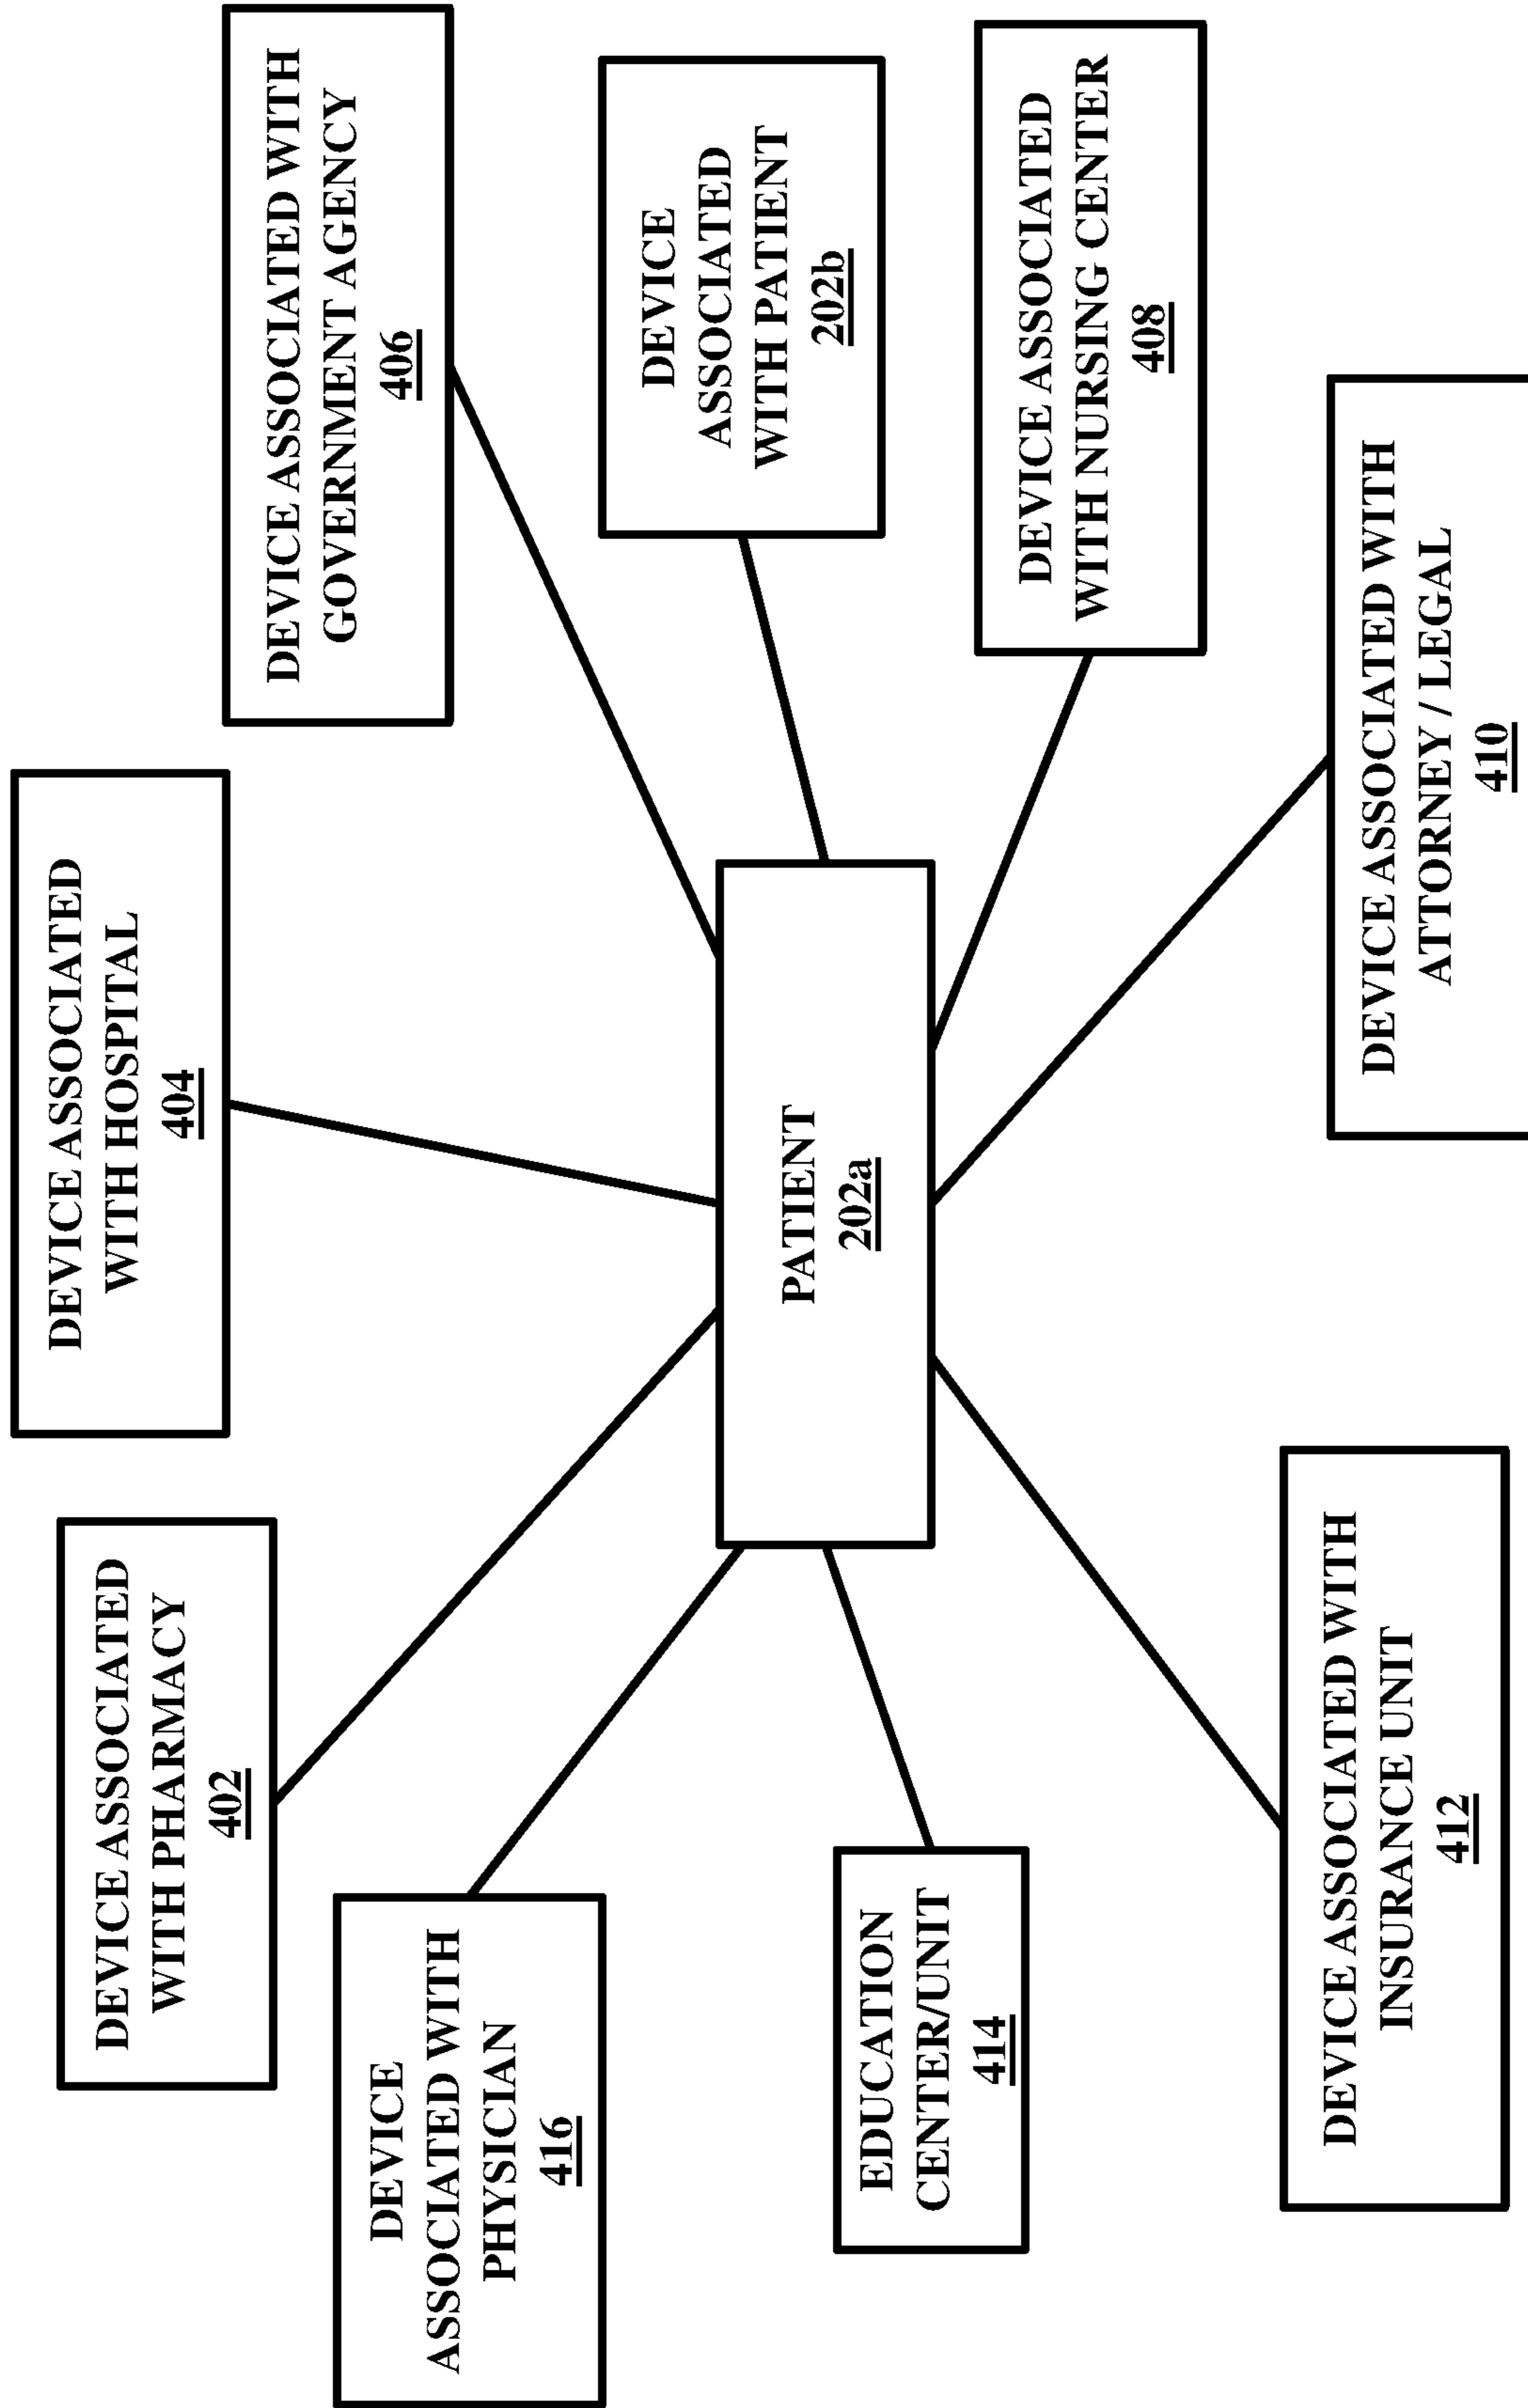 DEVICE ASSOCIATED
WITH HOSPITAL
404
DEVICE ASSOCIATED
WITH PHARMACY
402
DEVICE ASSOCIATED WITH
GOVERNMENT AGENCY
406
DEVICE
ASSOCIATED WITH
PHYSICIAN
416
DEVICE
ASSOCIATED
WITH PATIENT
202b
PATIENT
202a
EDUCATION
CENTER/UNIT
414
DEVICE ASSOCIATED
WITH NURSING CENTER
408
DEVICE ASSOCIATED WITH
INSURANCE UNIT
412
DEVICE ASSOCIATED WITH
ATTORNEY / LEGAL
410